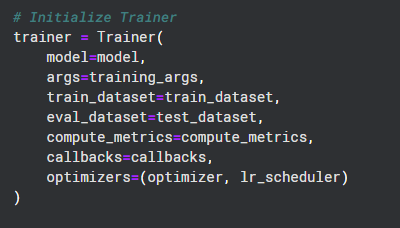 # Initialize Trainer
trainer = Trainer(
    model=model,
    args=training_args,
    train_dataset=train_dataset,
    eval_dataset=test_dataset,
    compute_metrics=compute_metrics,
    callbacks=callbacks,
    optimizers=(optimizer, lr_scheduler)
)